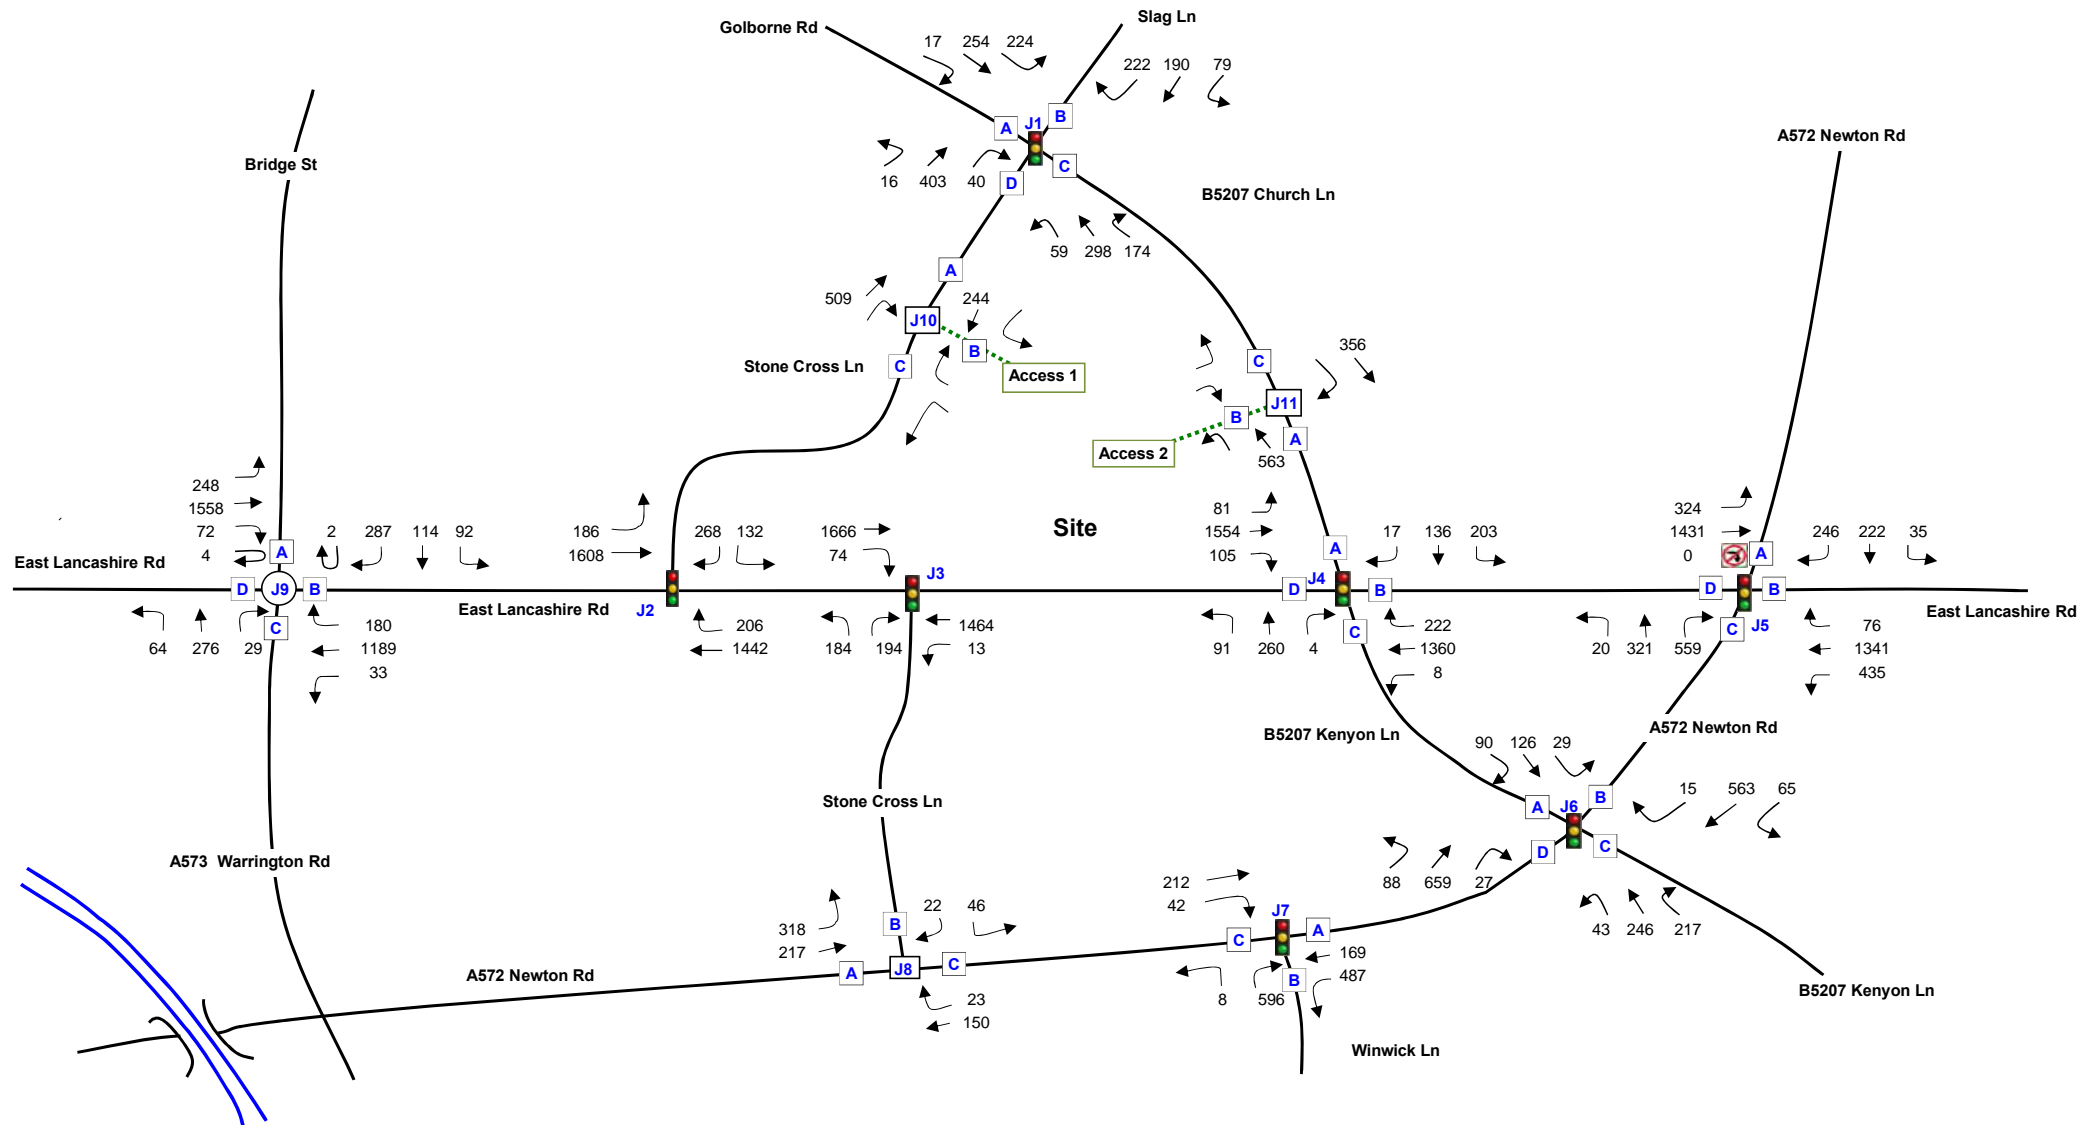 Slag Ln
Golborne Rd
17 254 224
222 190 79
J1
A
B
C
D
A572 Newton Rd
Bridge St
16 403 40
B5207 Church Ln
59 298 174
A
509
244
J10
B
C
Stone Cross Ln
Access 1
356
C
J11
B
A
Access 2
563
248
1558
72
4
2 287 114 92
East Lancashire Rd
A
D
J9
B
C
East Lancashire Rd
64 276 29
180
1189
33
186
1608
268 132
J2
206
1442
1666
74
J3
184 194
1464
13
Site
81
1554
105
A
17 136 203
D
J4
B
C
91 260 4
222
1360
8
324
1431
0
A
246 222 35
D
B
C
J5
East Lancashire Rd
20 321 559
76
1341
435
B5207 Kenyon Ln
A572 Newton Rd
90 126 29
A
J6
B
15 563 65
D
C
88 659 27
43 246 217
B5207 Kenyon Ln
Stone Cross Ln
A573 Warrington Rd
318
217
B
22 46
A
J8
C
23
150
A572 Newton Rd
212
42
J7
C
A
169
487
B
8 596
Winwick Ln